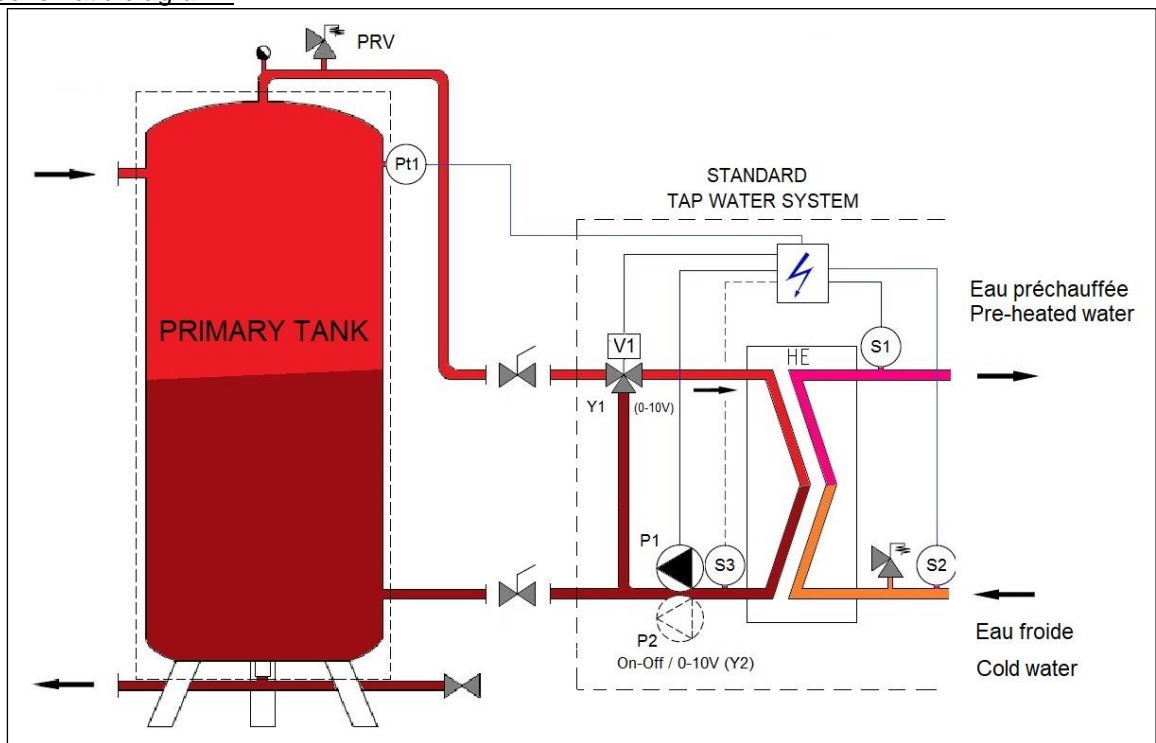 PRV
Pt1
STANDARD
TAP WATER SYSTEM
PRIMARY TANK
Eau préchauffée
Pre-heated water
V1
HE
S1
Y1
(0-10V)
P1
S3
S2
P2
On-Off / 0-10V (Y2)
Eau froide
Cold water